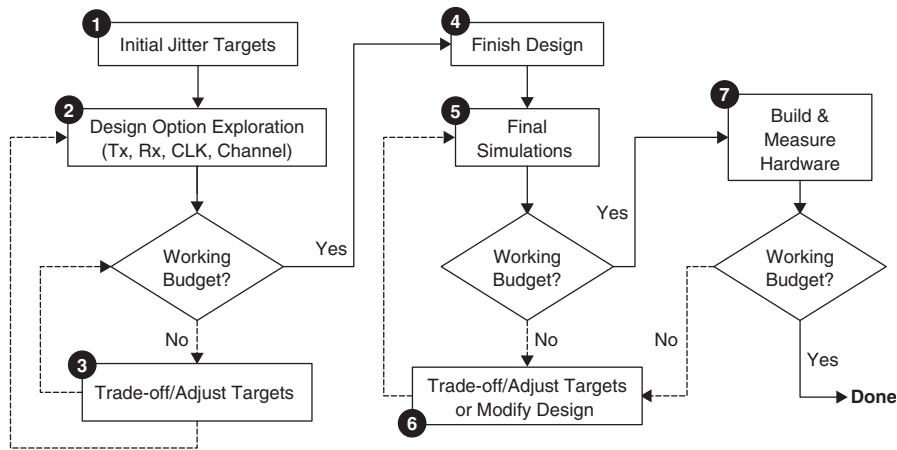 1
Initial Jitter Targets
2
Design Option Exploration
(Tx, Rx, CLK, Channel)
Working
Budget?
Yes
No
3
Trade-off/Adjust Targets
4
Finish Design
5
Final
Simulations
Working
Budget?
Yes
No
Trade-off/Adjust Targets
or Modify Design
6
7
Build &
Measure
Hardware
Working
Budget?
No
Yes
Done